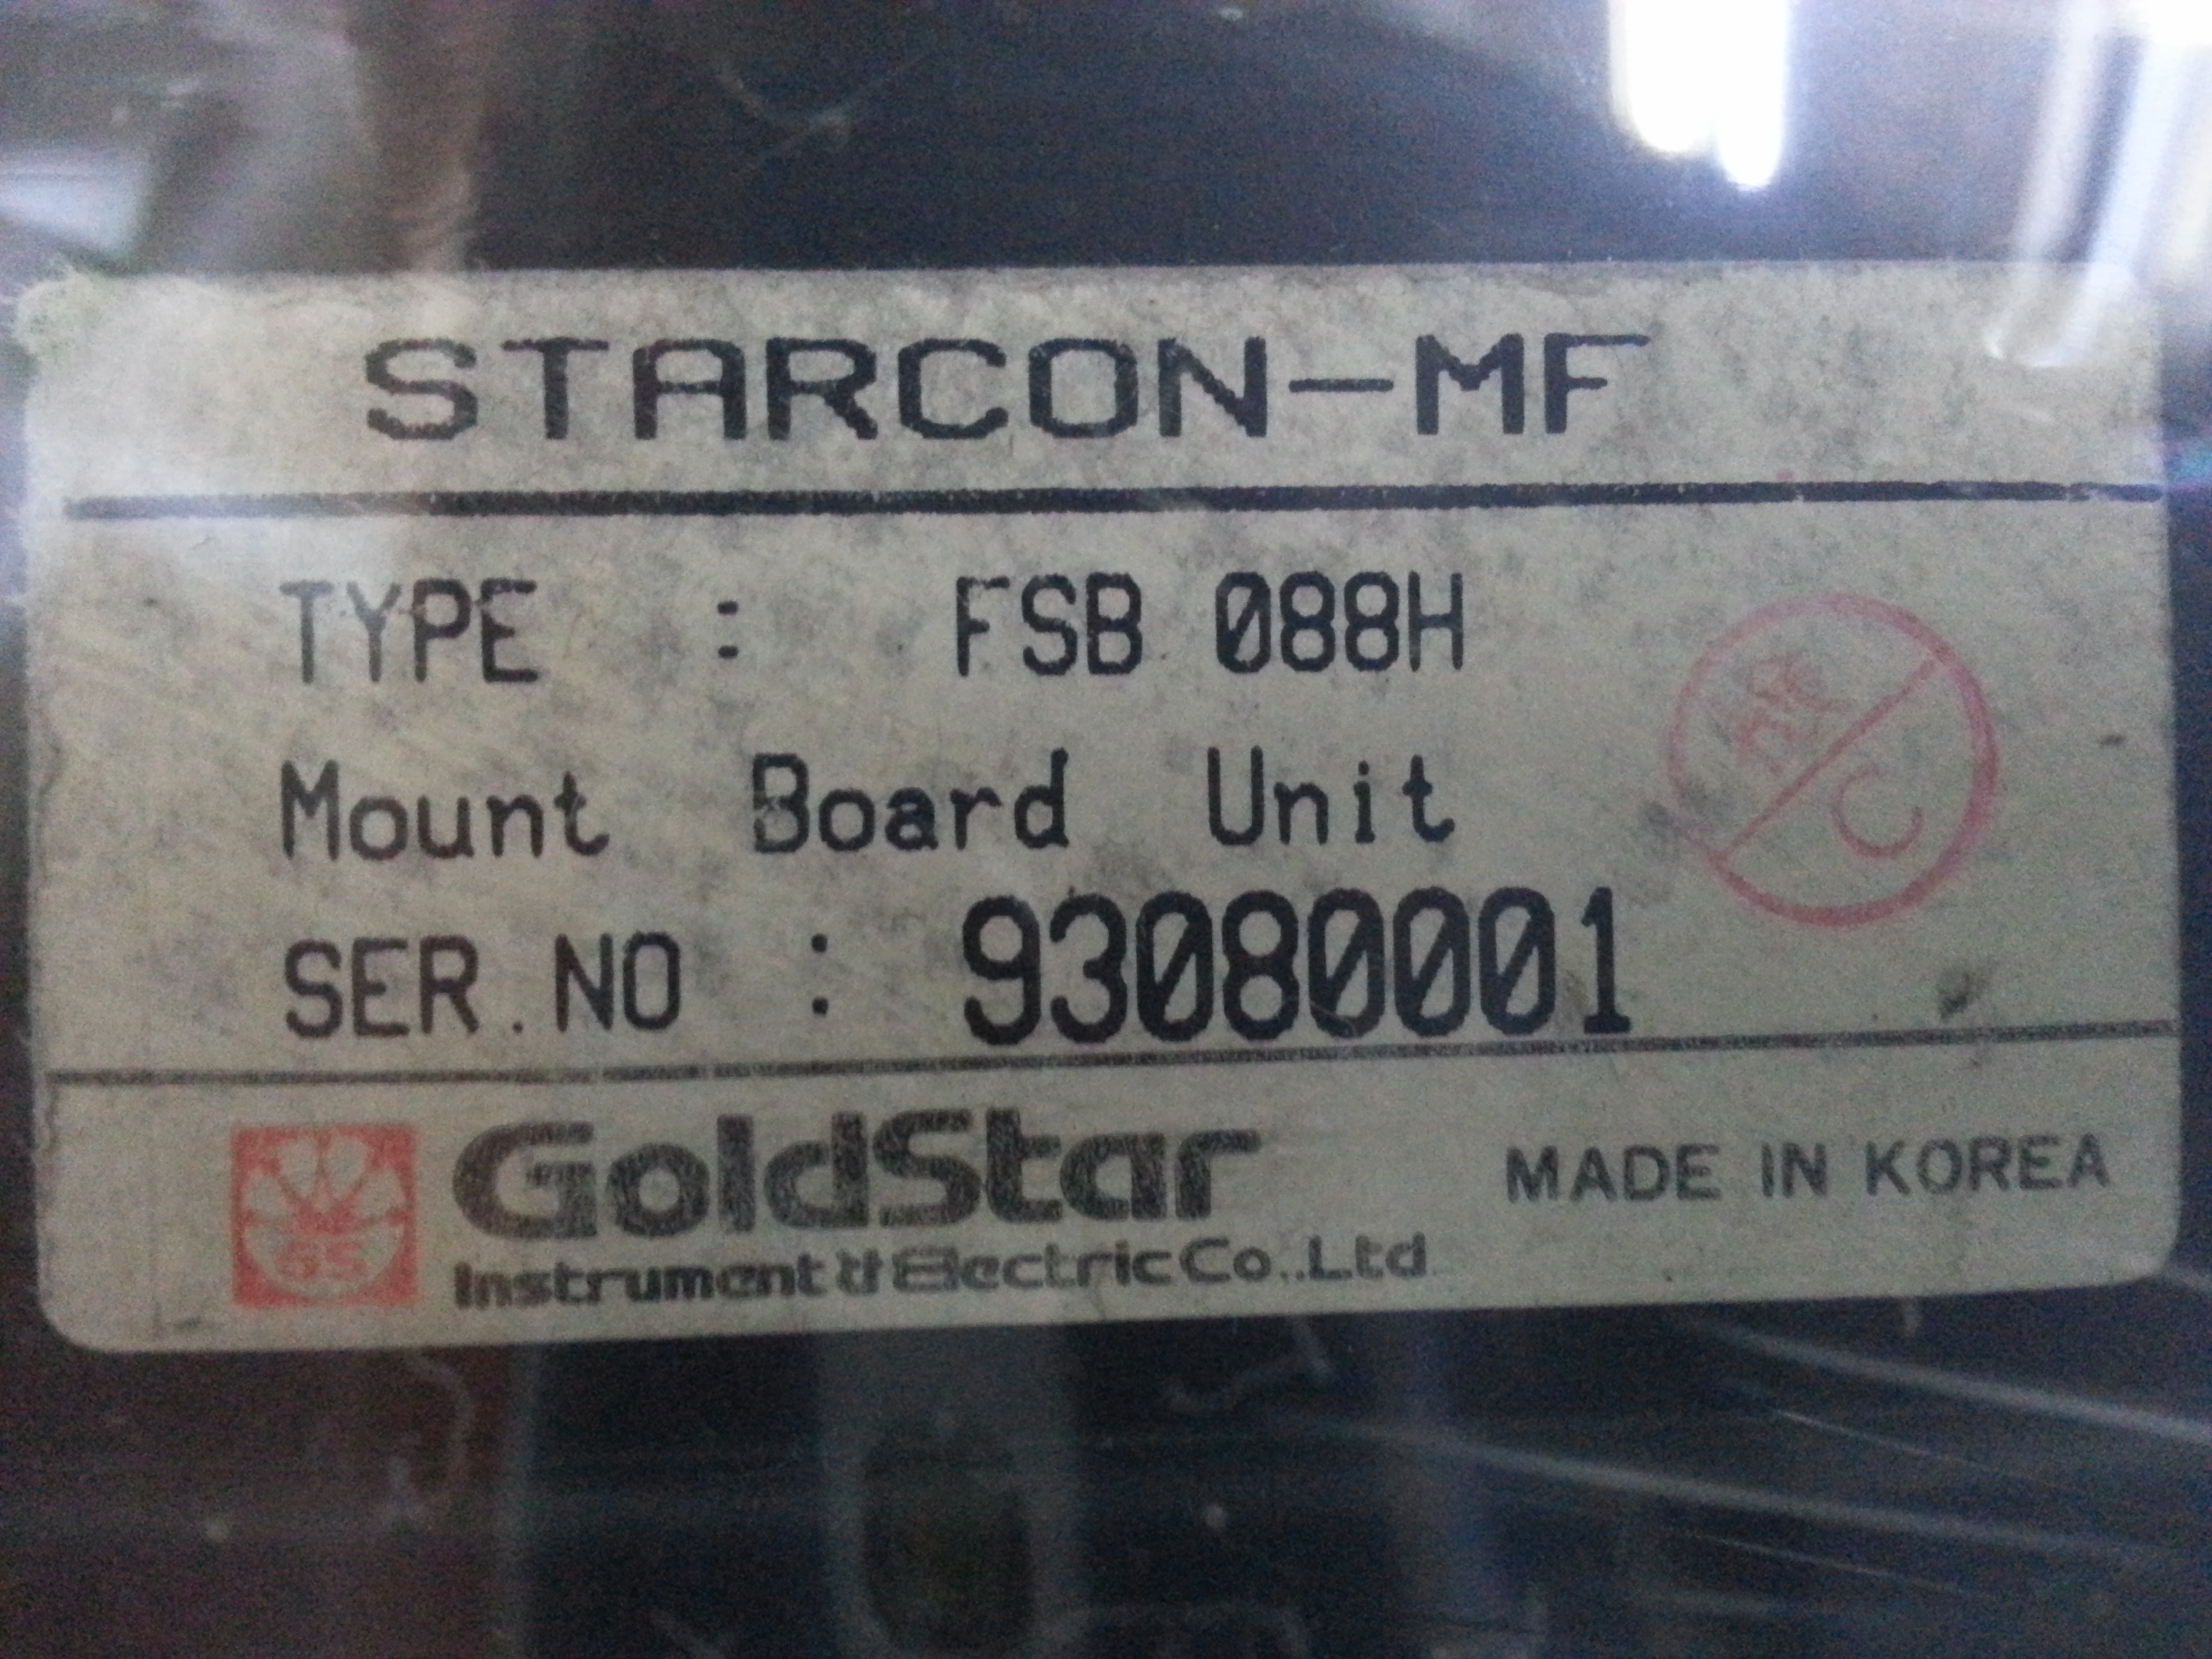 STARCON-MF
TYPE : FSB 088H
Mount Board Unit
SER.NO : 93080001
C
GS
GoldStar
Instrument & Electric Co.,Ltd.
MADE IN KOREA